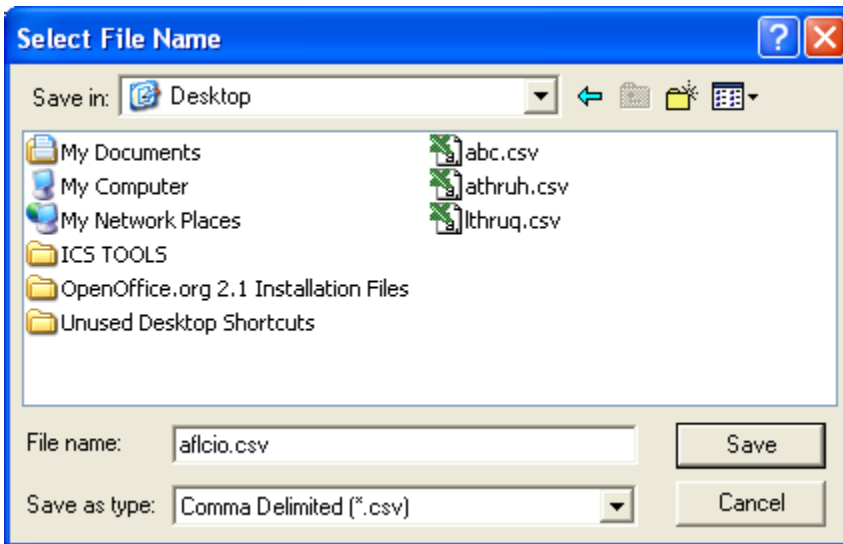 Select File Name
Save in: Desktop
My Documents
My Computer
My Network Places
ICS TOOLS
OpenOffice.org 2.1 Installation Files
Unused Desktop Shortcuts
abc.csv
athruh.csv
lthruq.csv
File name: aflcio.csv
Save
Save as type: Comma Delimited (*.csv)
Cancel